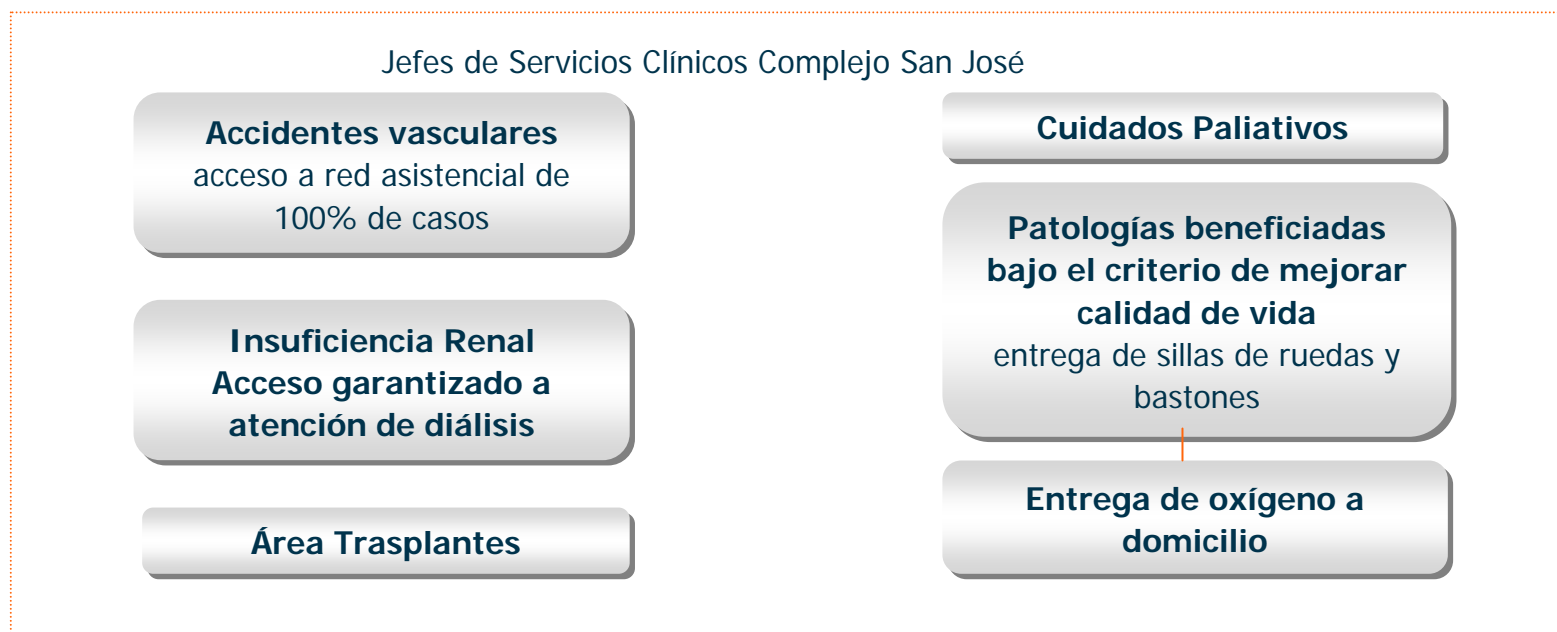 Jefes de Servicios Clínicos Complejo San José
Accidentes vasculares
acceso a red asistencial de
100% de casos
Insuficiencia Renal
Acceso garantizado a
atención de diálisis
Área Trasplantes
Cuidados Paliativos
Patologías beneficiadas
bajo el criterio de mejorar
calidad de vida
entrega de sillas de ruedas y
bastones
Entrega de oxígeno a
domicilio